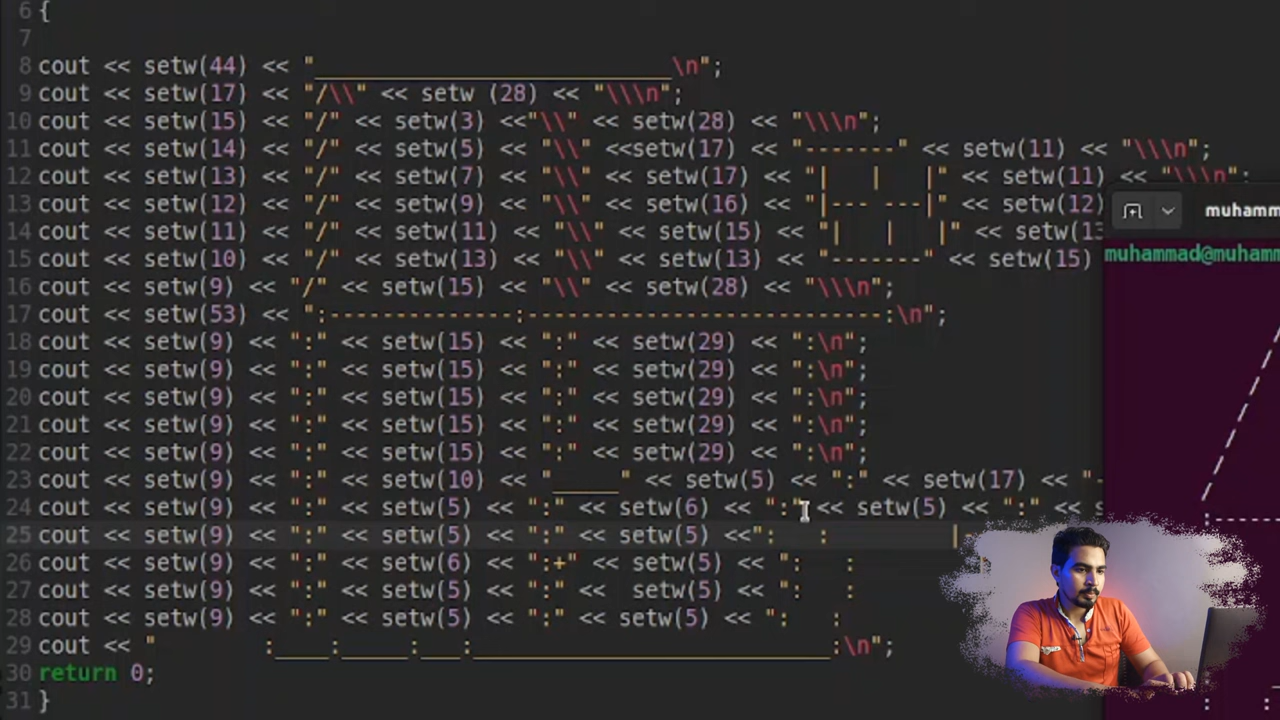 6 {
7
8 cout << setw(44) << "___________________________\n";
9 cout << setw(17) << "/\\" << setw (28) << "\\\n";
10 cout << setw(15) << "/" << setw(3) <<"\\" << setw(28) << "\\\n";
11 cout << setw(14) << "/" << setw(5) << "\\" <<setw(17) << "-------" << setw(11) << "\\\n";
12 cout << setw(13) << "/" << setw(7) << "\\" << setw(17) << "|   |   |" << setw(11) << "\\\n";
13 cout << setw(12) << "/" << setw(9) << "\\" << setw(16) << "|--- ---|" << setw(12)
14 cout << setw(11) << "/" << setw(11) << "\\" << setw(15) << "|   |   |" << setw(13
15 cout << setw(10) << "/" << setw(13) << "\\" << setw(13) << "-------" << setw(15)
16 cout << setw(9) << "/" << setw(15) << "\\" << setw(28) << "\\\n";
17 cout << setw(53) << ":--------------:---------------------------:\n";
18 cout << setw(9) << ":" << setw(15) << ":" << setw(29) << ":\n";
19 cout << setw(9) << ":" << setw(15) << ":" << setw(29) << ":\n";
20 cout << setw(9) << ":" << setw(15) << ":" << setw(29) << ":\n";
21 cout << setw(9) << ":" << setw(15) << ":" << setw(29) << ":\n";
22 cout << setw(9) << ":" << setw(15) << ":" << setw(29) << ":\n";
23 cout << setw(9) << ":" << setw(10) << "_____" << setw(5) << ":" << setw(17) << "-
24 cout << setw(9) << ":" << setw(5) << ":" << setw(6) << ":" << setw(5) << ":" << s
25 cout << setw(9) << ":" << setw(5) << ":" << setw(5) <<":   :         |
26 cout << setw(9) << ":" << setw(6) << ":+" << setw(5) << ":   :
27 cout << setw(9) << ":" << setw(5) << ":" <<  setw(5) << ":   :
28 cout << setw(9) << ":" << setw(5) << ":" << setw(5) << ":   :
29 cout << "        :____:_____:___:___________________________:\n";
30 return 0;
31 }
muhamm
muhammad@muhamm